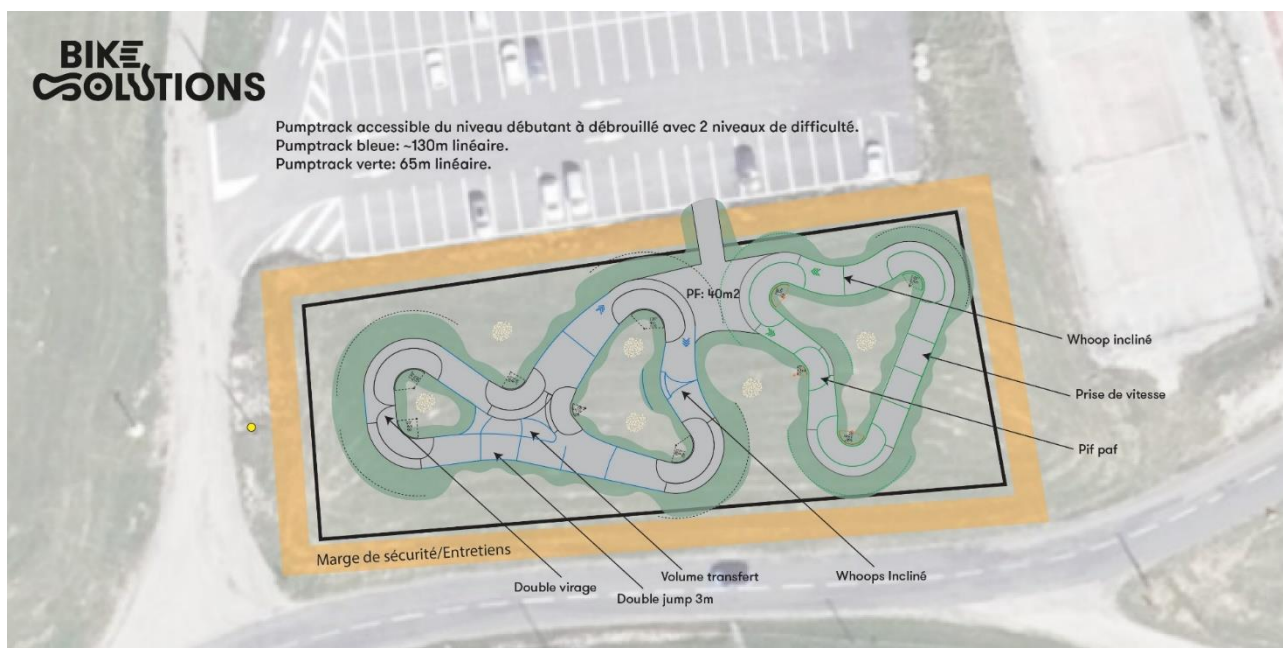 BIKE
SOLUTIONS
Pumptrack accessible du niveau débutant à débrouillé avec 2 niveaux de difficulté.
Pumptrack bleue: ~130m linéaire.
Pumptrack verte: 65m linéaire.
PF: 40m2
Whoop incliné
Prise de vitesse
Pif paf
Marge de sécurité/Entretiens
Double virage
Double jump 3m
Volume transfert
Whoops Incliné